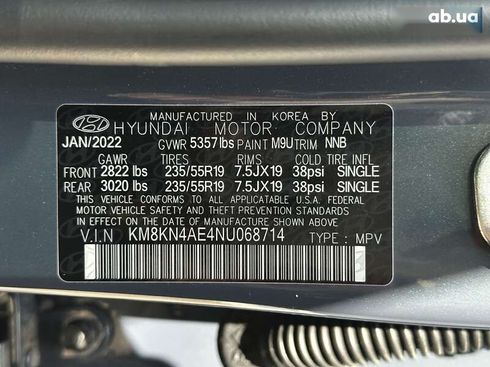 ab.ua
MANUFACTURED IN KOREA BY
HYUNDAI MOTOR COMPANY
JAN/2022 GVWR 5357 lbs PAINT M9U TRIM NNB
GAWR TIRES RIMS COLD TIRE INFL
FRONT 2822 lbs 235/55R19 7.5JX19 38psi SINGLE
REAR 3020 lbs 235/55R19 7.5JX19 38psi SINGLE
THIS VEHICLE CONFORMS TO ALL APPLICABLE U.S.A. FEDERAL
MOTOR VEHICLE SAFETY, BUMPER, AND THEFT PREVENTION
STANDARDS IN EFFECT ON THE DATE OF MANUFACTURE SHOWN ABOVE.
V.I.N KM8KN4AE4NU068714 TYPE : MPV